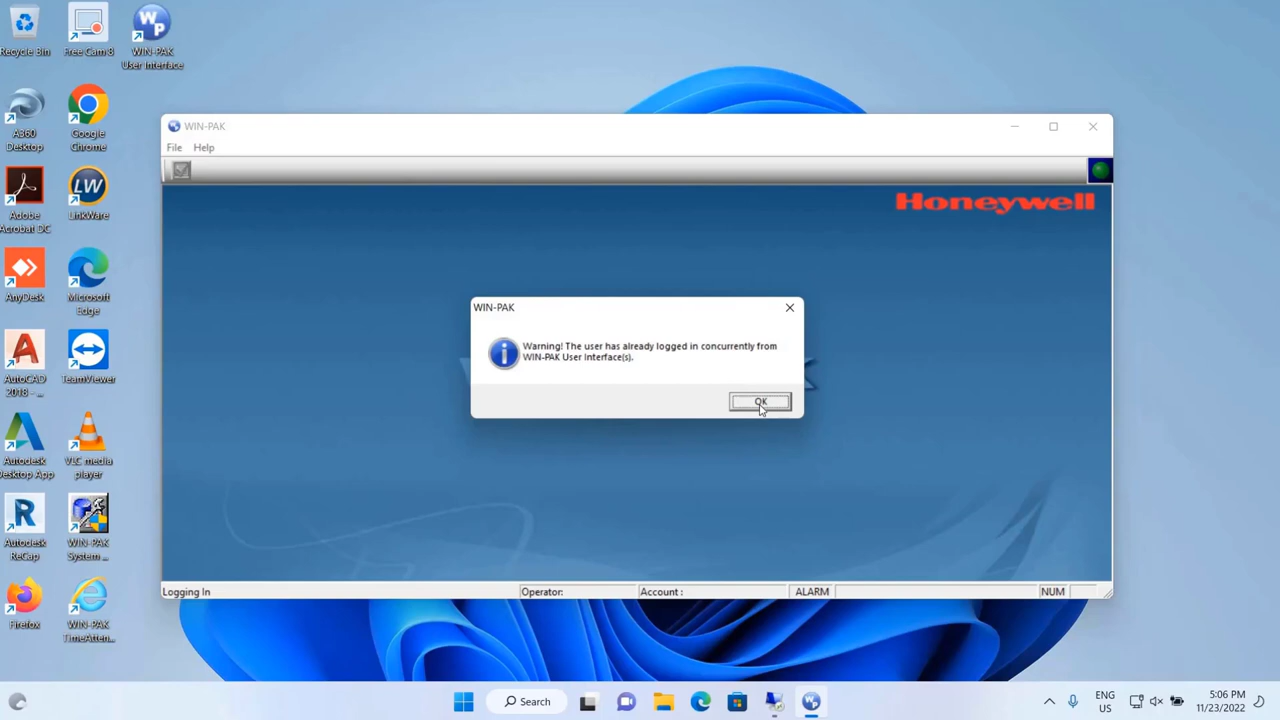 Recycle Bin
Free Cam 8
WIN-PAK
User Interface
A360
Desktop
Google
Chrome
Adobe
Acrobat DC
LW
LinkWare
AnyDesk
Microsoft
Edge
AutoCAD
2018 - ...
TeamViewer
Autodesk
Desktop App
VLC media
player
Autodesk
ReCap
WIN-PAK
System ...
Firefox
WIN-PAK
TimeAtten...
WIN-PAK
File Help
Honeywell
WIN-PAK
Warning! The user has already logged in concurrently from
WIN-PAK User Interface(s).
OK
Logging In
Operator:
Account :
ALARM
NUM
Search
ENG
US
5:06 PM
11/23/2022